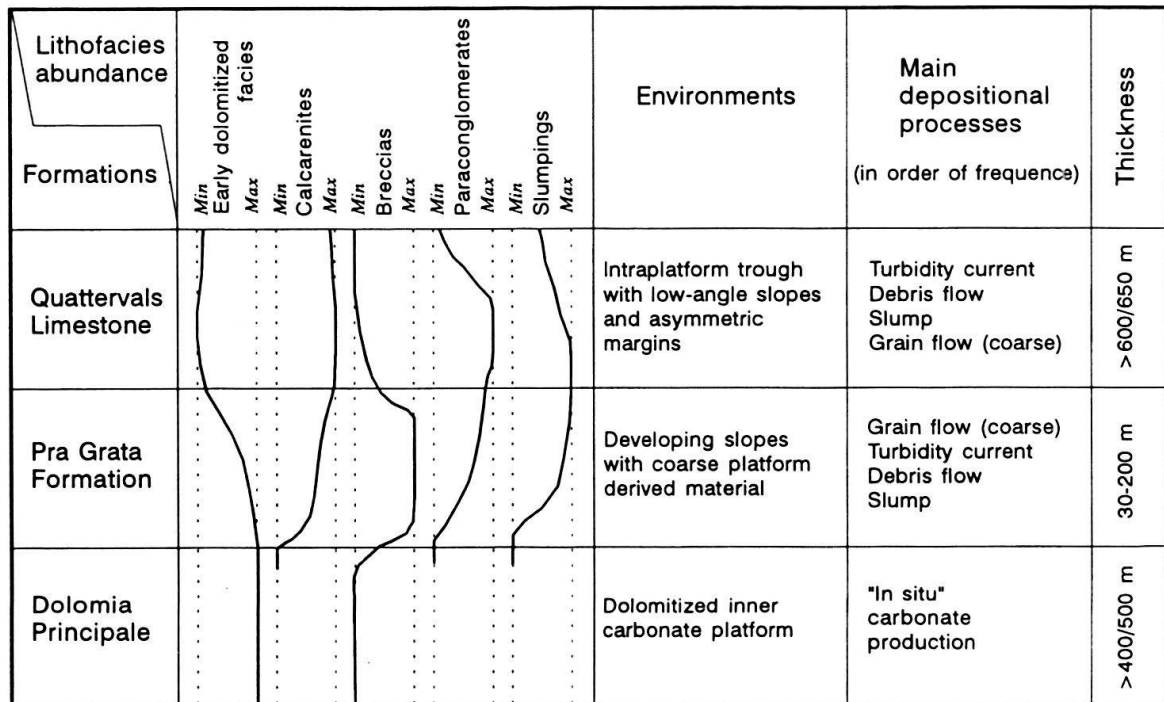 Lithofacies
abundance
Formations
Min
Early dolomitized
facies
Max
Min
Calcarenites
Max
Min
Breccias
Max
Min
Paraconglomerates
Max
Min
Slumpings
Max
Environments
Main
depositional
processes
(in order of frequence)
Thickness
Quattervals
Limestone
Intraplatform trough
with low-angle slopes
and asymmetric
margins
Turbidity current
Debris flow
Slump
Grain flow (coarse)
>600/650 m
Pra Grata
Formation
Developing slopes
with coarse platform
derived material
Grain flow (coarse)
Turbidity current
Debris flow
Slump
30-200 m
Dolomia
Principale
Dolomitized inner
carbonate platform
"In situ"
carbonate
production
>400/500 m